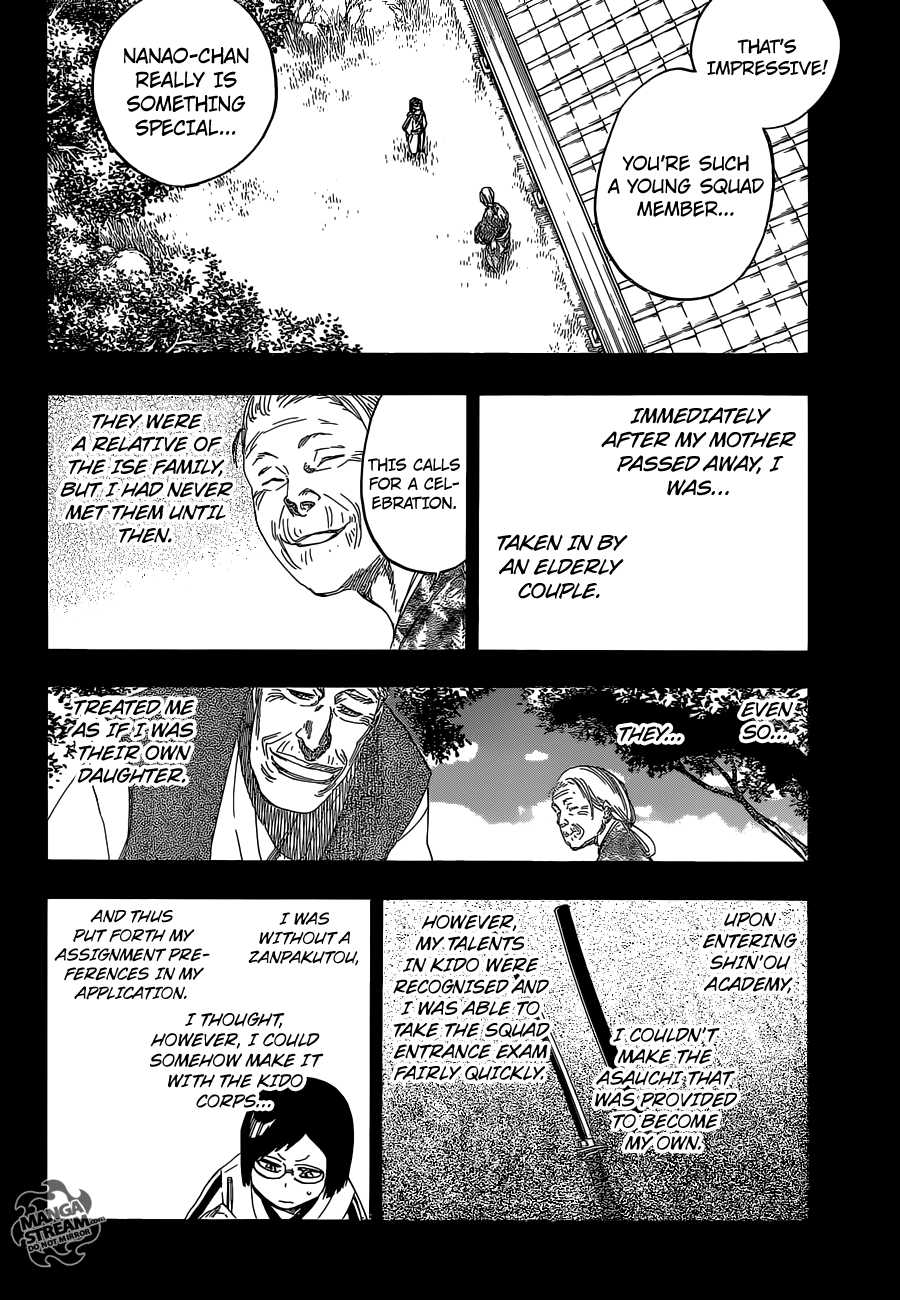 THAT'S
IMPRESSIVE!
YOU'RE SUCH
A YOUNG SQUAD
MEMBER...
NANAO-CHAN
REALLY IS
SOMETHING
SPECIAL...
IMMEDIATELY
AFTER MY MOTHER
PASSED AWAY, I
WAS...
TAKEN IN BY
AN ELDERLY
COUPLE.
THIS CALLS
FOR A CEL-
EBRATION.
THEY WERE
A RELATIVE OF
THE ISE FAMILY,
BUT I HAD NEVER
MET THEM UNTIL
THEN.
EVEN
SO...
THEY...
TREATED ME
AS IF I WAS
THEIR OWN
DAUGHTER.
UPON
ENTERING
SHIN'OU
ACADEMY,
I COULDN'T
MAKE THE
ASAUCHI THAT
WAS PROVIDED
TO BECOME
MY OWN.
HOWEVER,
MY TALENTS
IN KIDO WERE
RECOGNISED AND
I WAS ABLE TO
TAKE THE SQUAD
ENTRANCE EXAM
FAIRLY QUICKLY.
I WAS
WITHOUT A
ZANPAKUTOU,
AND THUS
PUT FORTH MY
ASSIGNMENT PRE-
FERENCES IN MY
APPLICATION.
I THOUGHT,
HOWEVER, I COULD
SOMEHOW MAKE IT
WITH THE KIDO
CORPS...
MANGA
STREAM.com
DO NOT MIRROR